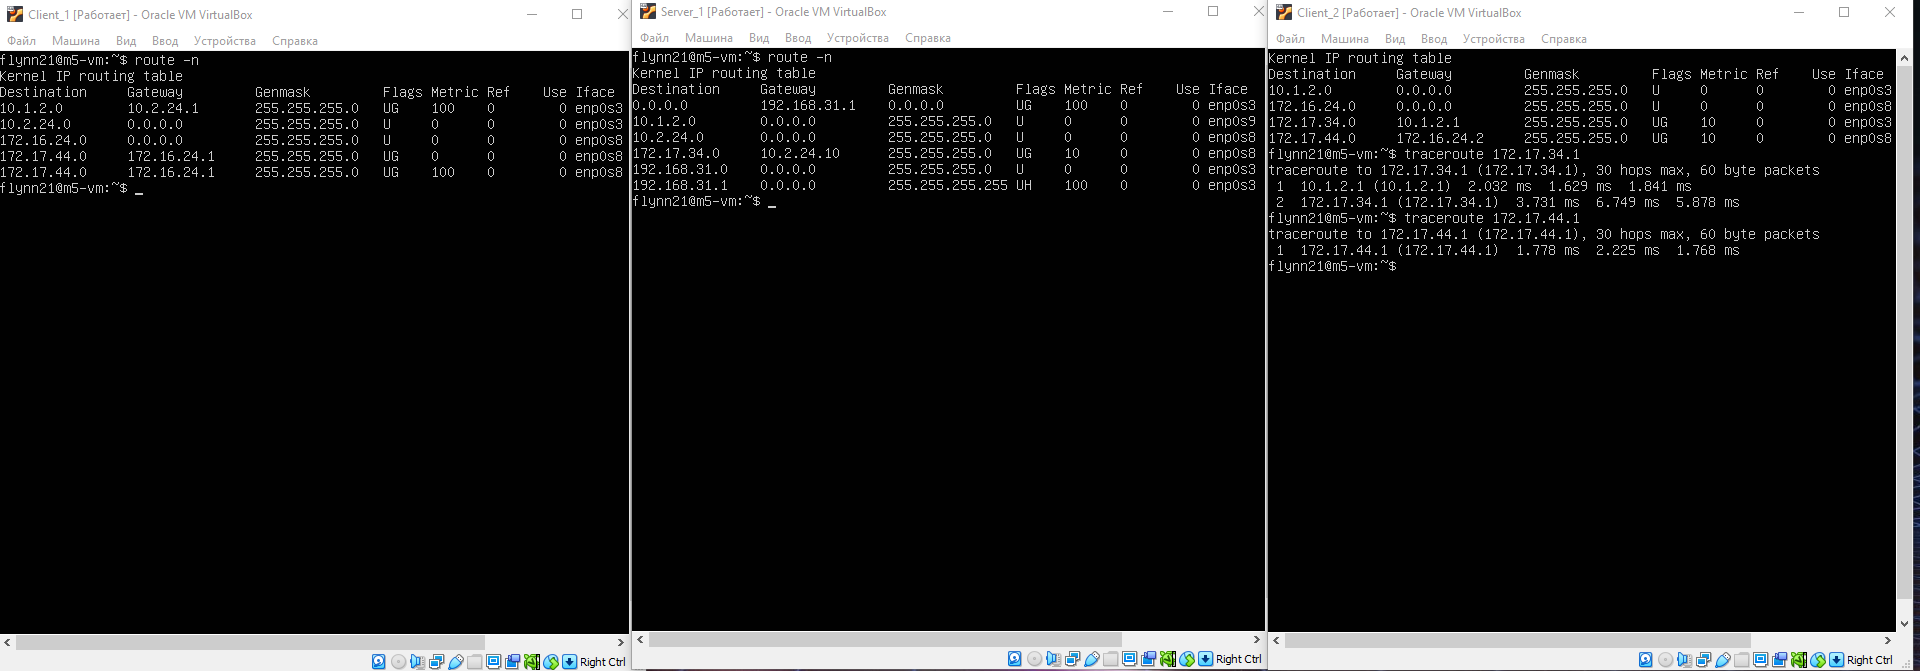 Client_1 [Работает] - Oracle VM VirtualBox
Файл Машина Вид Ввод Устройства Справка
flynn21@m5-vm:~$ route -n
Kernel IP routing table
Destination Gateway Genmask Flags Metric Ref Use Iface
10.1.2.0 10.2.24.1 255.255.255.0 UG 100 0 0 enp0s3
10.2.24.0 0.0.0.0 255.255.255.0 U 0 0 0 enp0s3
172.16.24.0 0.0.0.0 255.255.255.0 U 0 0 0 enp0s8
172.17.44.0 172.16.24.1 255.255.255.0 UG 0 0 0 enp0s8
172.17.44.0 172.16.24.1 255.255.255.0 UG 100 0 0 enp0s8
flynn21@m5-vm:~$ _
Right Ctrl
Server_1 [Работает] - Oracle VM VirtualBox
Файл Машина Вид Ввод Устройства Справка
flynn21@m5-vm:~$ route -n
Kernel IP routing table
Destination Gateway Genmask Flags Metric Ref Use Iface
0.0.0.0 192.168.31.1 0.0.0.0 UG 100 0 0 enp0s3
10.1.2.0 0.0.0.0 255.255.255.0 U 0 0 0 enp0s9
10.2.24.0 0.0.0.0 255.255.255.0 U 0 0 0 enp0s8
172.17.34.0 10.2.24.10 255.255.255.0 UG 10 0 0 enp0s8
192.168.31.0 0.0.0.0 255.255.255.0 U 0 0 0 enp0s3
192.168.31.1 0.0.0.0 255.255.255.255 UH 100 0 0 enp0s3
flynn21@m5-vm:~$ _
Right Ctrl
Client_2 [Работает] - Oracle VM VirtualBox
Файл Машина Вид Ввод Устройства Справка
Kernel IP routing table
Destination Gateway Genmask Flags Metric Ref Use Iface
10.1.2.0 0.0.0.0 255.255.255.0 U 0 0 0 enp0s3
172.16.24.0 0.0.0.0 255.255.255.0 U 0 0 0 enp0s8
172.17.34.0 10.1.2.1 255.255.255.0 UG 10 0 0 enp0s3
172.17.44.0 172.16.24.2 255.255.255.0 UG 10 0 0 enp0s8
flynn21@m5-vm:~$ traceroute 172.17.34.1
traceroute to 172.17.34.1 (172.17.34.1), 30 hops max, 60 byte packets
1 10.1.2.1 (10.1.2.1) 2.032 ms 1.629 ms 1.841 ms
2 172.17.34.1 (172.17.34.1) 3.731 ms 6.749 ms 5.878 ms
flynn21@m5-vm:~$ traceroute 172.17.44.1
traceroute to 172.17.44.1 (172.17.44.1), 30 hops max, 60 byte packets
1 172.17.44.1 (172.17.44.1) 1.778 ms 2.225 ms 1.768 ms
flynn21@m5-vm:~$
Right Ctrl